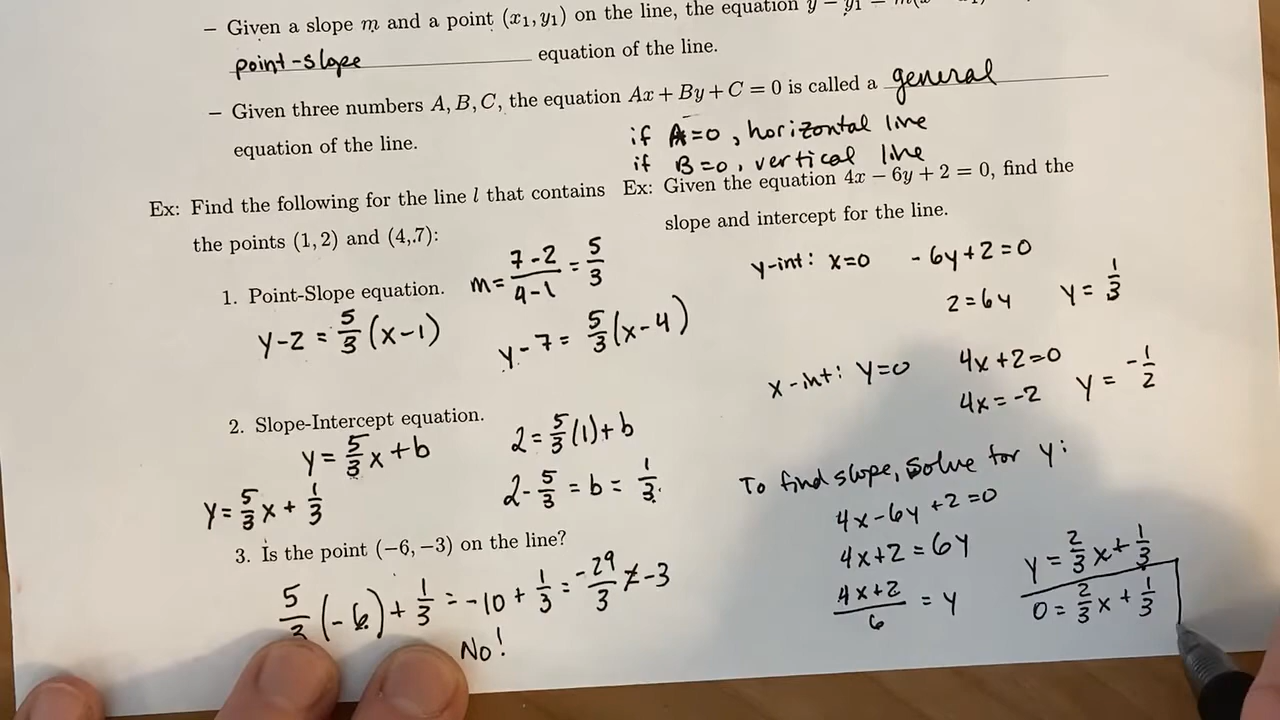 – Given a slope m and a point (x₁, y₁) on the line, the equation y − y₁ = m(x
point-slope equation of the line.
– Given three numbers A, B, C, the equation Ax + By + C = 0 is called a general
equation of the line.
if A=0, horizontal line
if B=0, vertical line
Ex: Find the following for the line l that contains
the points (1, 2) and (4, 7):
m = (7-2)/(4-1) = 5/3
1. Point-Slope equation.
y-2 = 5/3 (x-1)
y-7 = 5/3 (x-4)
2. Slope-Intercept equation.
y = 5/3 x + b
2 = 5/3 (1) + b
2 - 5/3 = b = 1/3
y = 5/3 x + 1/3
3. Is the point (−6, −3) on the line?
5/3 (-6) + 1/3 = -10 + 1/3 = -29/3 ≠ -3
No!
Ex: Given the equation 4x − 6y + 2 = 0, find the
slope and intercept for the line.
y-int: x=0 -6y+2=0
2=6y y = 1/3
x-int: y=0 4x+2=0
4x=-2 y = -1/2
To find slope, solve for y:
4x-6y+2=0
4x+2=6y
(4x+2)/6 = y
y = 2/3 x + 1/3
0 = 2/3 x + 1/3